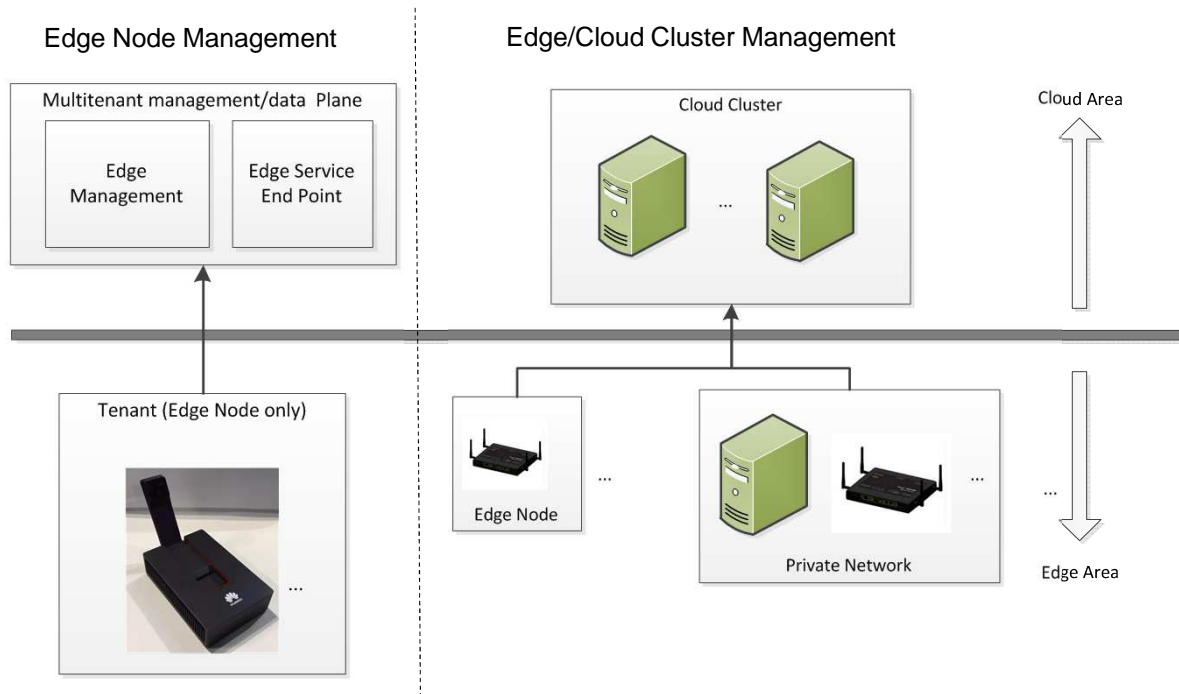 Edge Node Management
Edge/Cloud Cluster Management
Multitenant management/data Plane
Edge
Management
Edge Service
End Point
Cloud Cluster
...
Cloud Area
Tenant (Edge Node only)
...
Edge Node
...
...
Private Network
...
Edge Area